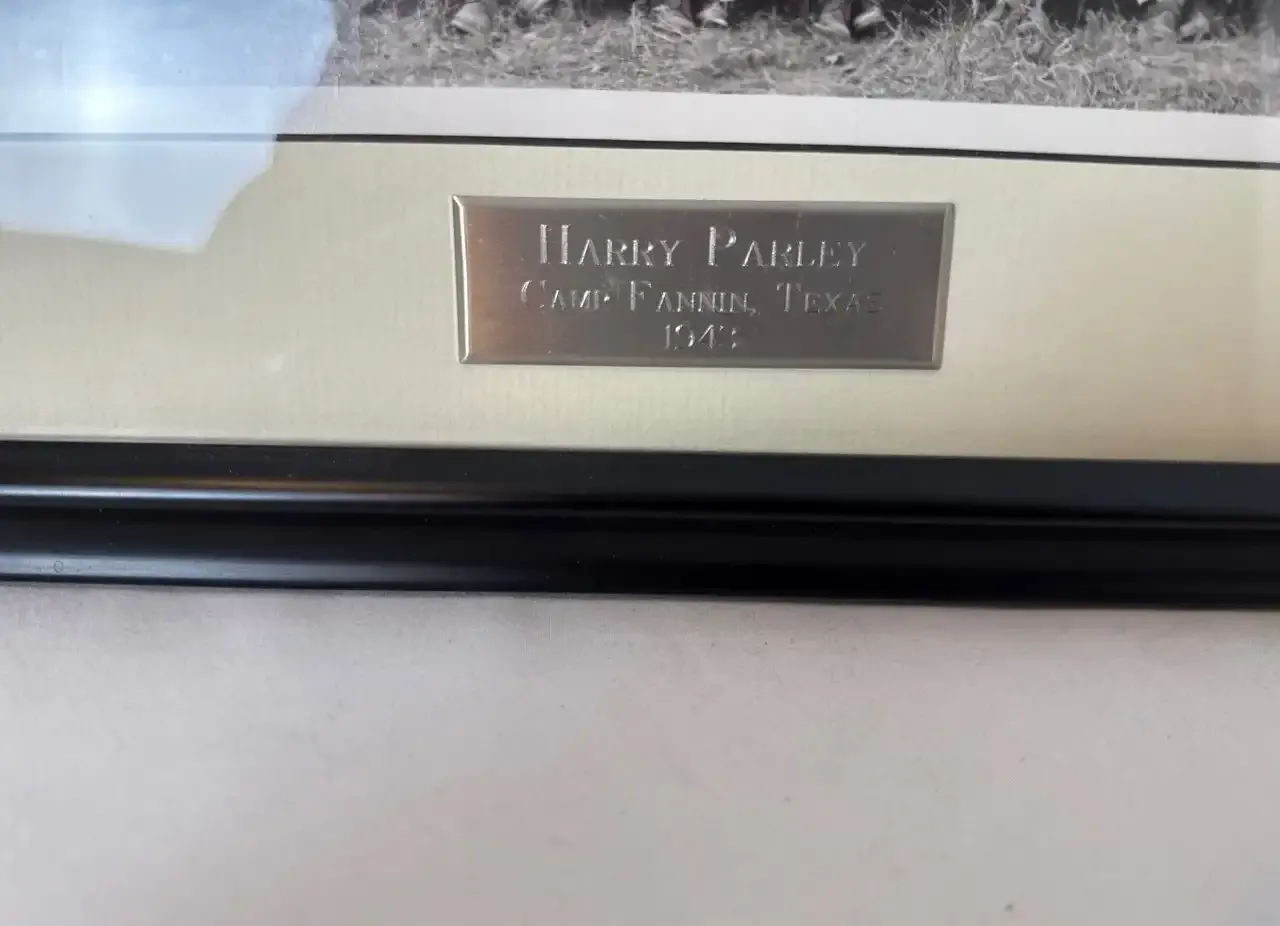 HARRY PARLEY
CAMP FANNIN, TEXAS
1943